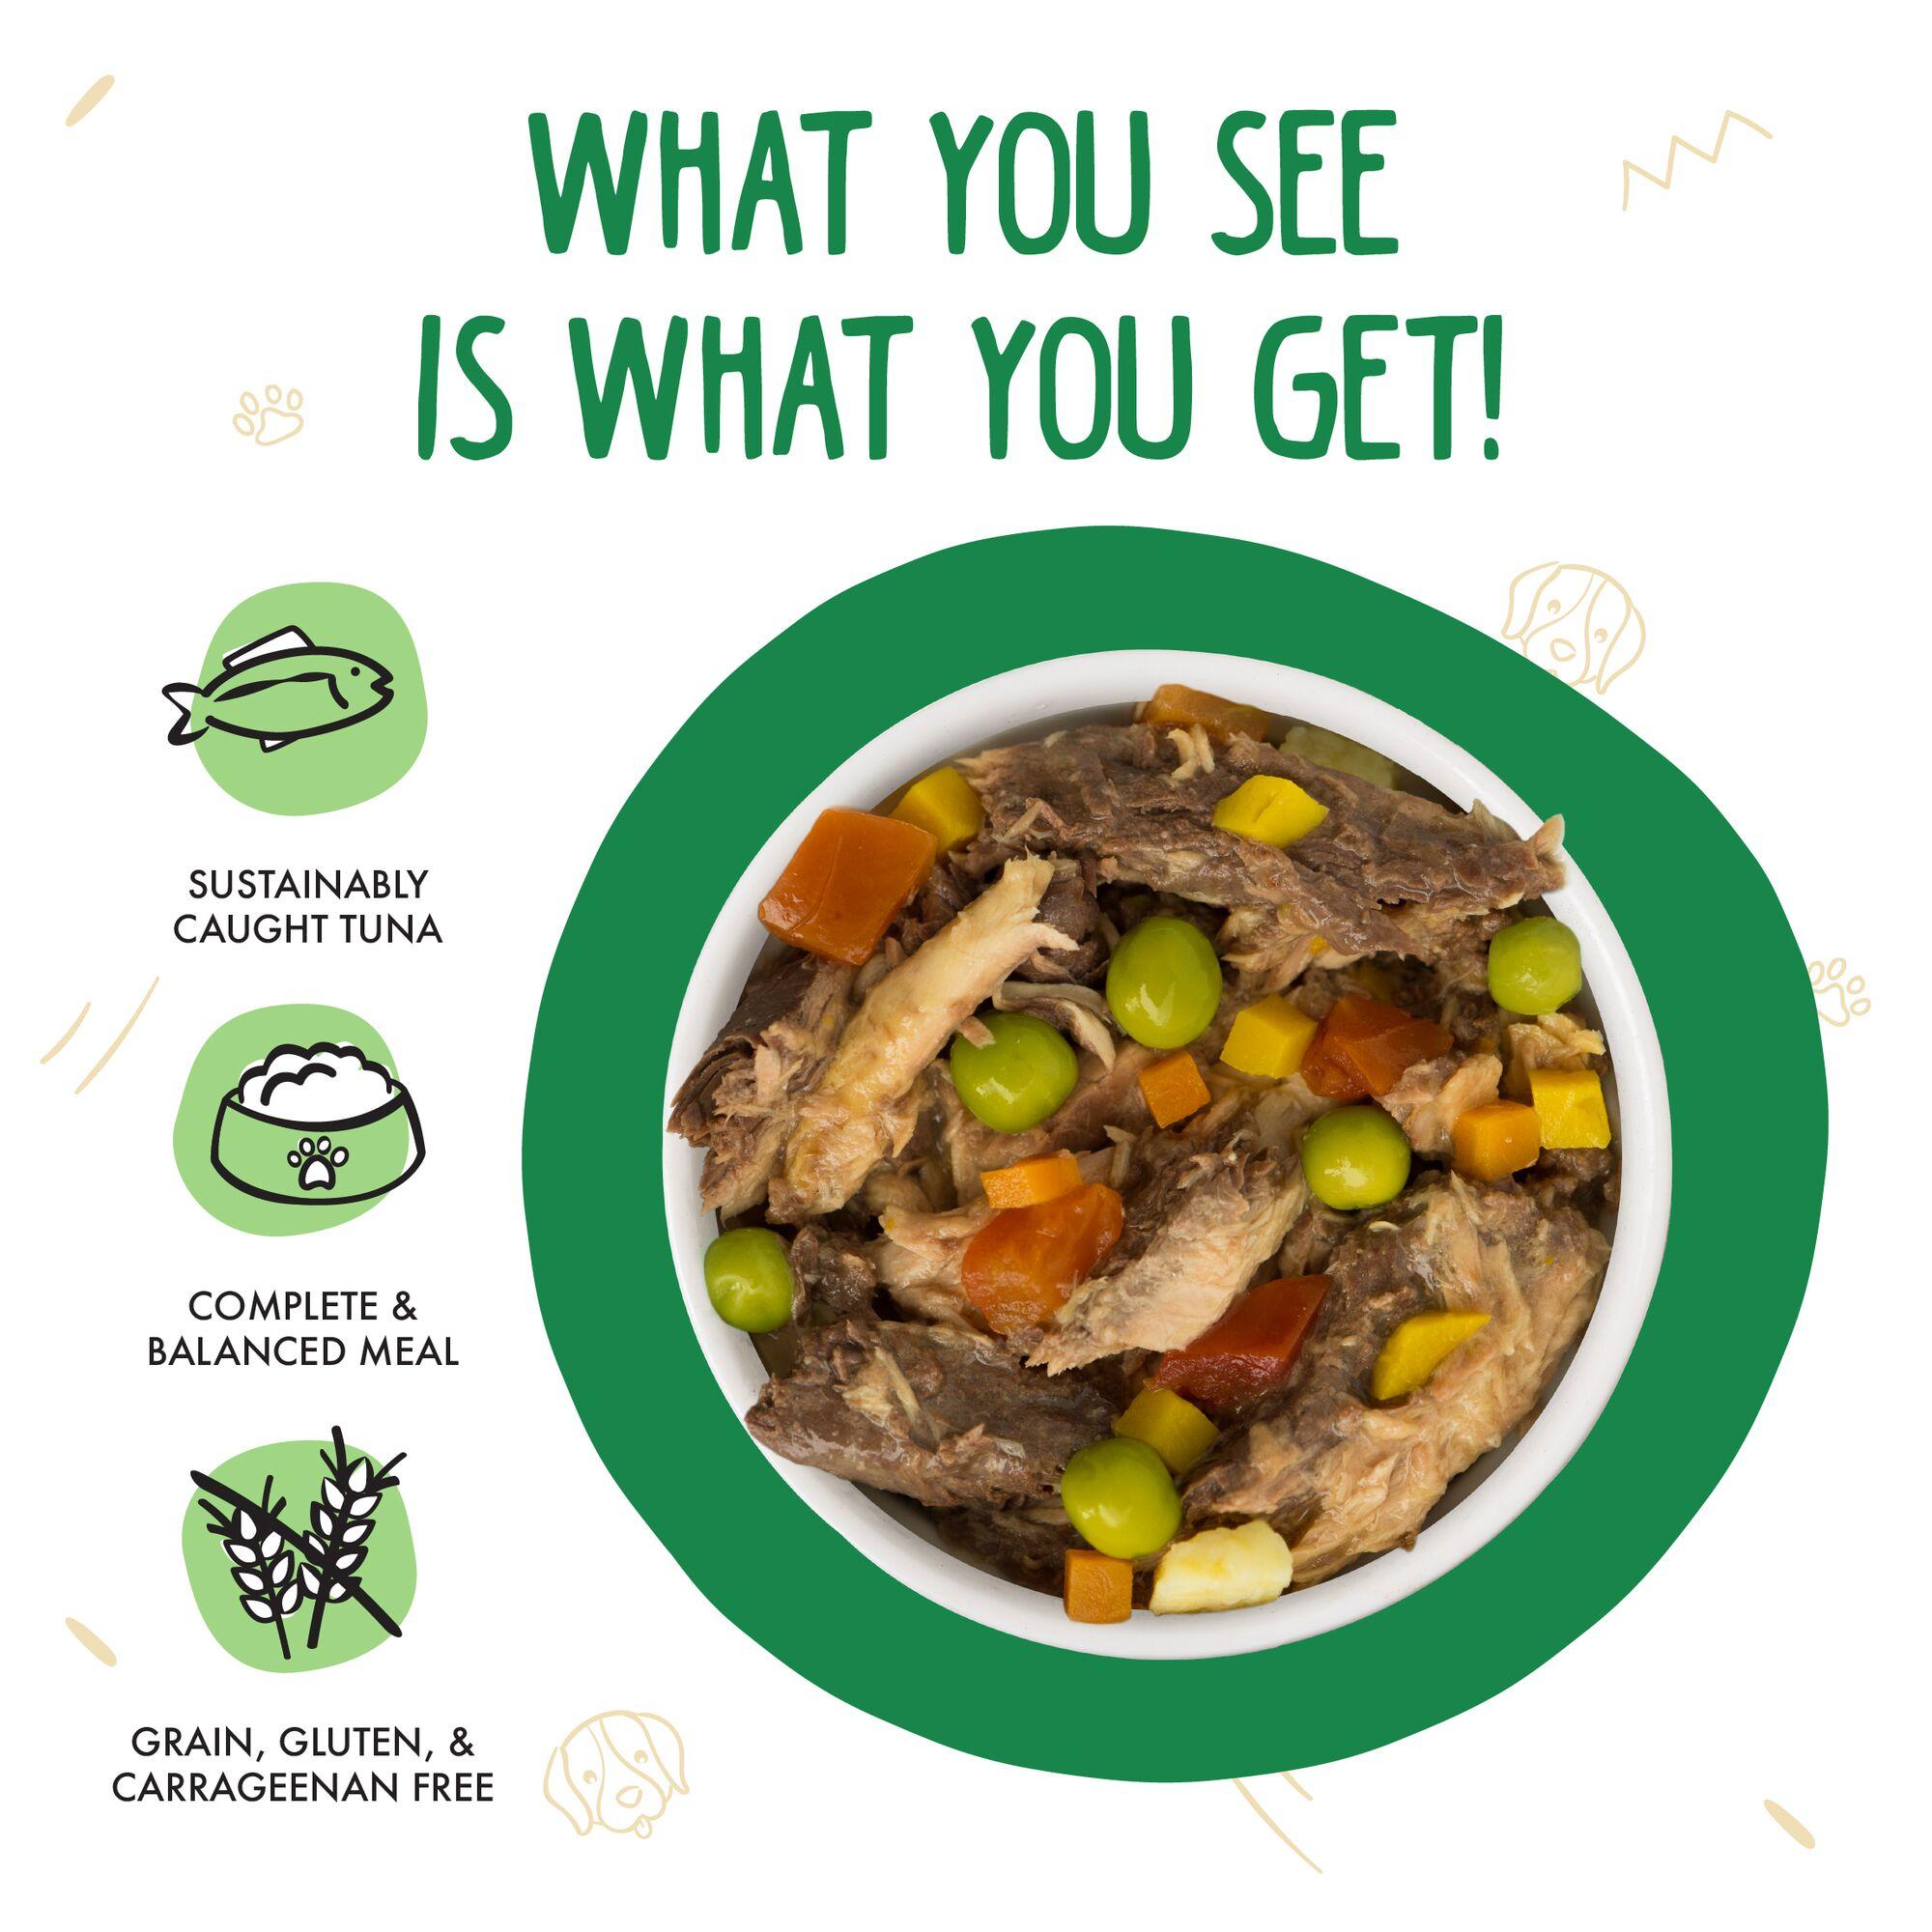 WHAT YOU SEE
IS WHAT YOU GET!
SUSTAINABLY
CAUGHT TUNA
COMPLETE &
BALANCED MEAL
GRAIN, GLUTEN, &
CARRAGEENAN FREE